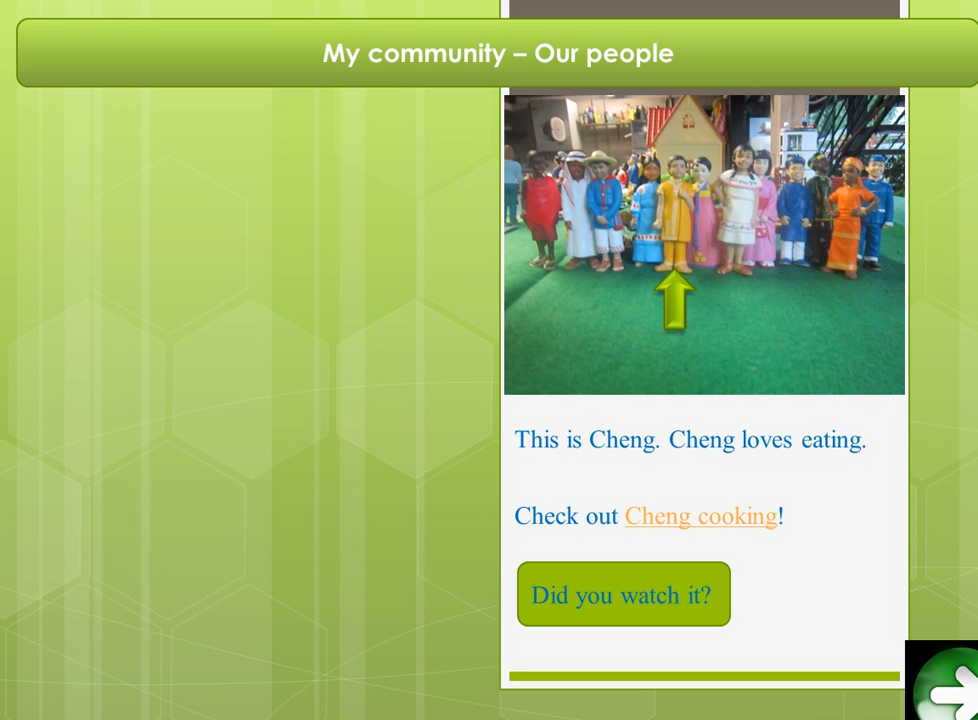 My community – Our people
This is Cheng. Cheng loves eating.
Check out Cheng cooking!
Did you watch it?